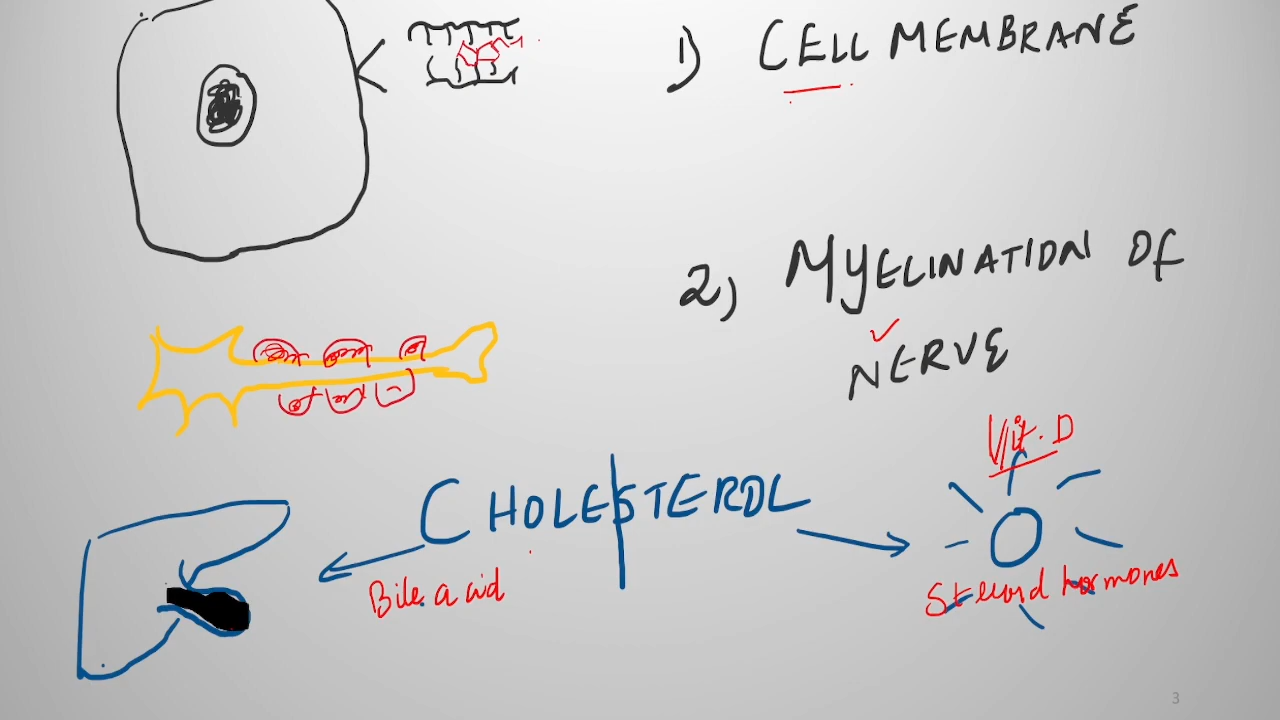 1) CELL MEMBRANE
2) MYELINATION OF
NERVE
Vit. D
CHOLESTEROL
Bile acid
Steroid hormones
3